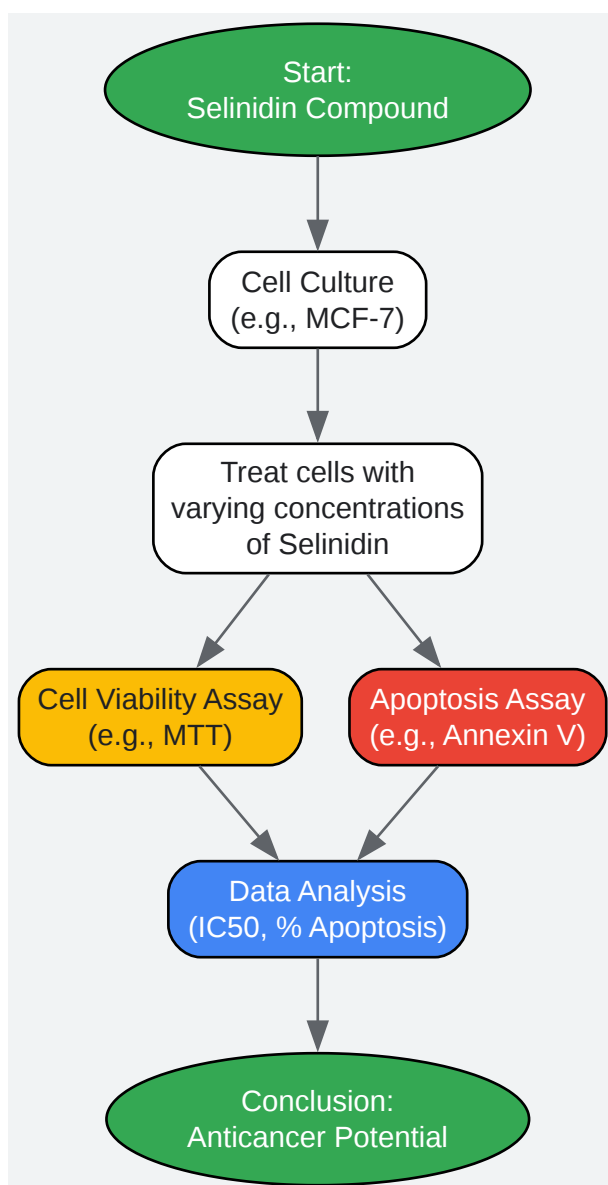 Start:
Selinidin Compound
Cell Culture
(e.g., MCF-7)
Treat cells with
varying concentrations
of Selinidin
Cell Viability Assay
(e.g., MTT)
Apoptosis Assay
(e.g., Annexin V)
Data Analysis
(IC50, % Apoptosis)
Conclusion:
Anticancer Potential